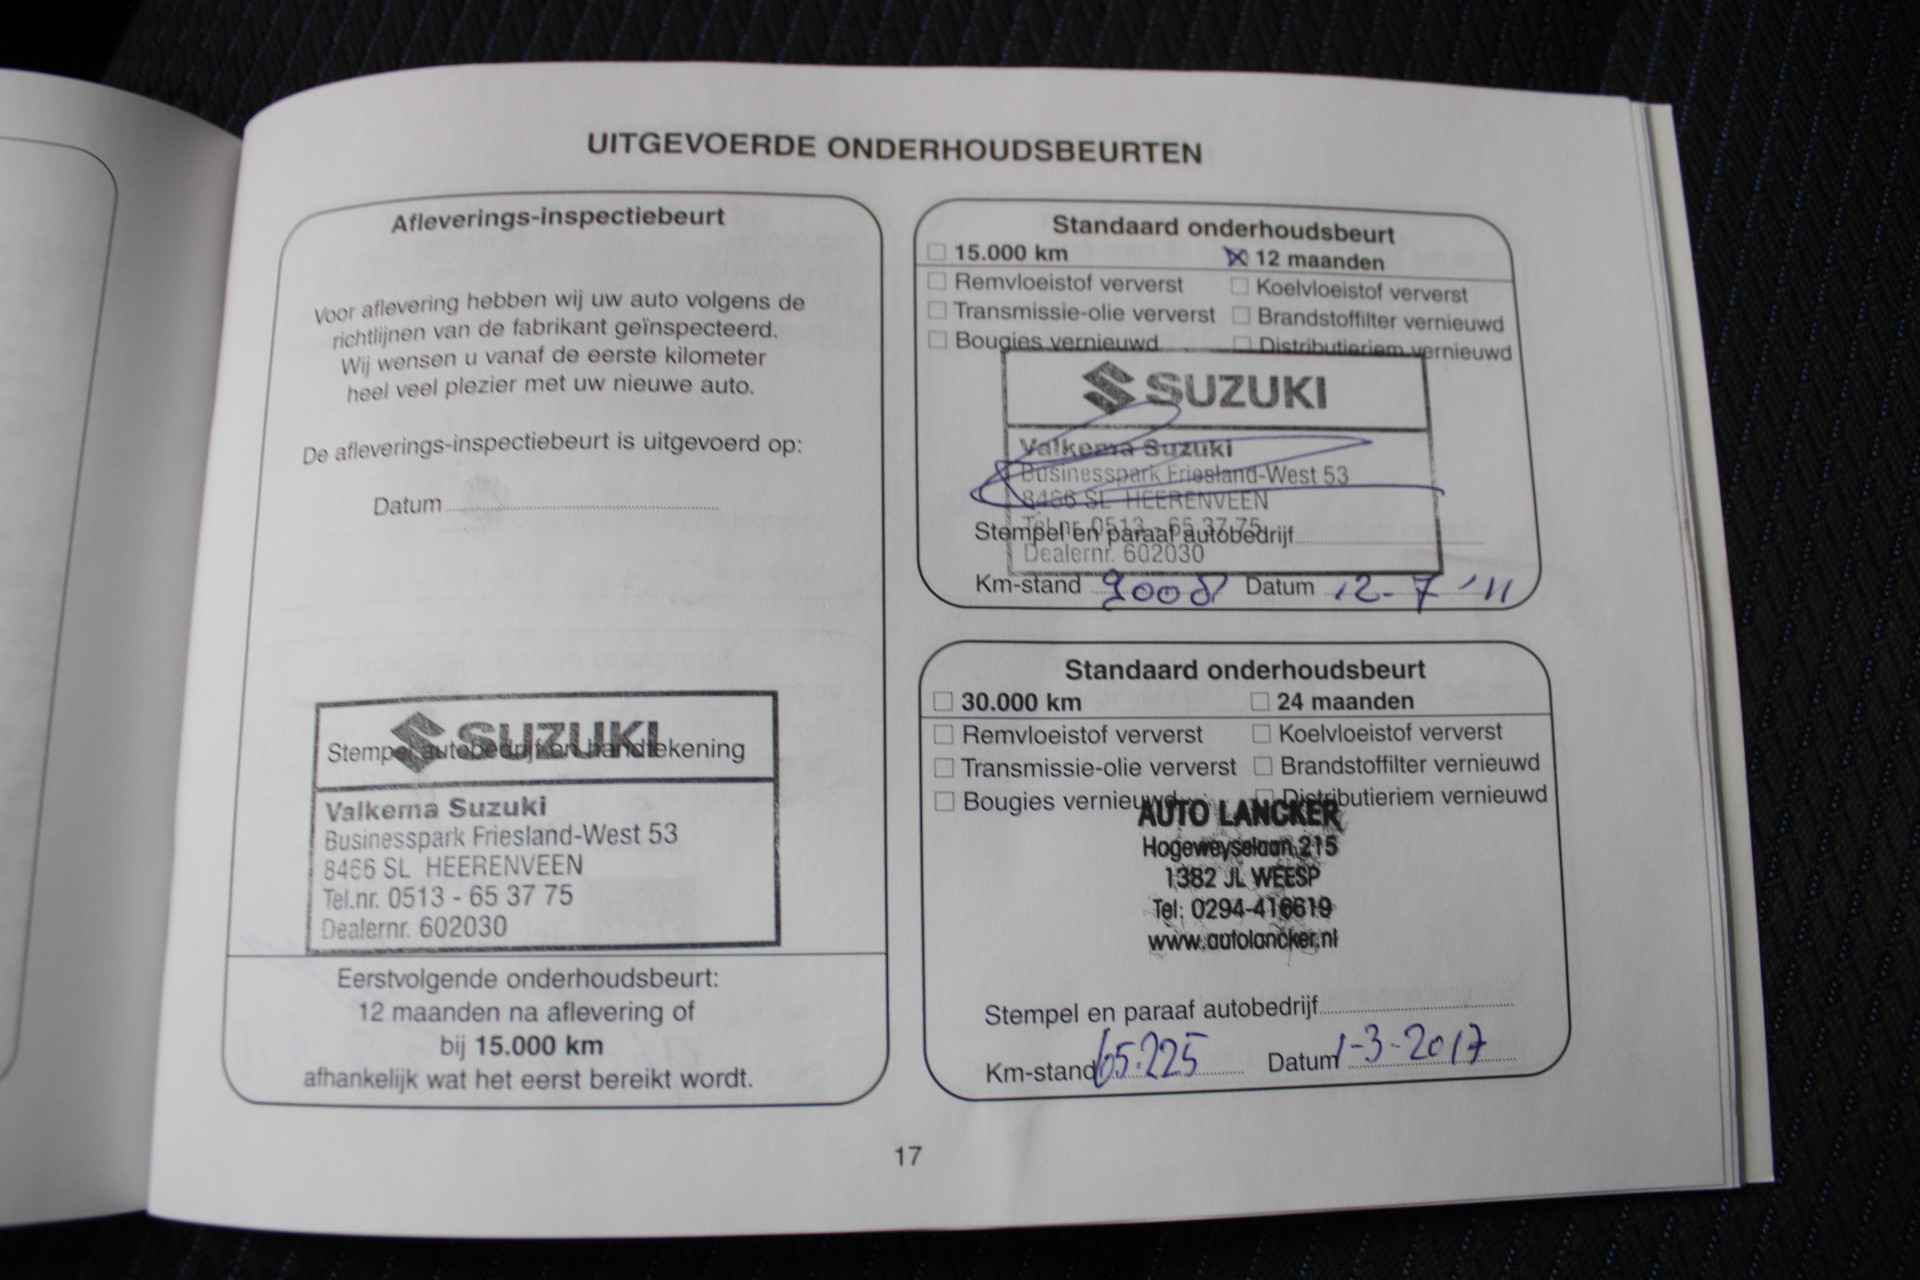 UITGEVOERDE ONDERHOUDSBEURTEN
Afleverings-inspectiebeurt
Voor aflevering hebben wij uw auto volgens de
richtlijnen van de fabrikant geïnspecteerd.
Wij wensen u vanaf de eerste kilometer
heel veel plezier met uw nieuwe auto.
De afleverings-inspectiebeurt is uitgevoerd op:
Datum
SUZUKI
Stempel autobedrijf en handtekening
Valkema Suzuki
Businesspark Friesland-West 53
8466 SL HEERENVEEN
Tel.nr. 0513 - 65 37 75
Dealernr. 602030
Eerstvolgende onderhoudsbeurt:
12 maanden na aflevering of
bij 15.000 km
afhankelijk wat het eerst bereikt wordt.
Standaard onderhoudsbeurt
15.000 km 12 maanden
Remvloeistof ververst Koelvloeistof ververst
Transmissie-olie ververst Brandstoffilter vernieuwd
Bougies vernieuwd Distributieriem vernieuwd
SUZUKI
Valkema Suzuki
Businesspark Friesland-West 53
8466 SL HEERENVEEN
Tel.nr. 0513 - 65 37 75
Stempel en paraaf autobedrijf
Dealernr. 602030
Km-stand Datum 12-7 '11
Standaard onderhoudsbeurt
30.000 km 24 maanden
Remvloeistof ververst Koelvloeistof ververst
Transmissie-olie ververst Brandstoffilter vernieuwd
Bougies vernieuwd Distributieriem vernieuwd
AUTO LANCKER
Hogeweyselaan 215
1382 JL WEESP
Tel: 0294-416619
www.autolancker.nl
Stempel en paraaf autobedrijf
Km-stand 65.225 Datum 1-3-2017
17